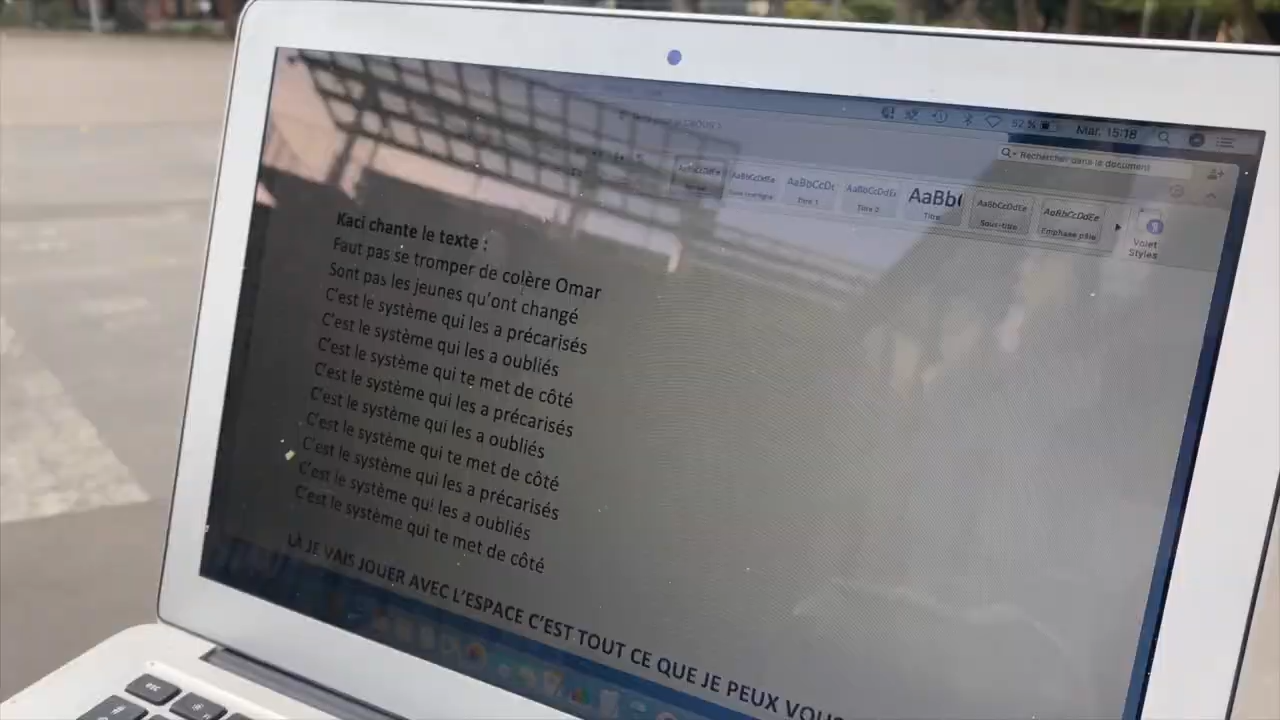 52 % Mar. 15:18
Rechercher dans le document
AaBbCcDdEe AaBbCcDdEe AaBbCcDc AaBbCcDdEe AaBb( AaBbCcDdEe AaBbCcDdEe
Titre 1 Titre 2 Titre Sous-titre Emphase pâle
Volet
Styles
Kaci chante le texte :
Faut pas se tromper de colère Omar
Sont pas les jeunes qu'ont changé
C'est le système qui les a précarisés
C'est le système qui les a oubliés
C'est le système qui te met de côté
C'est le système qui les a précarisés
C'est le système qui les a oubliés
C'est le système qui te met de côté
C'est le système qui les a précarisés
C'est le système qui les a oubliés
C'est le système qui te met de côté
LÀ JE VAIS JOUER AVEC L'ESPACE C'EST TOUT CE QUE JE PEUX VOUS
esc